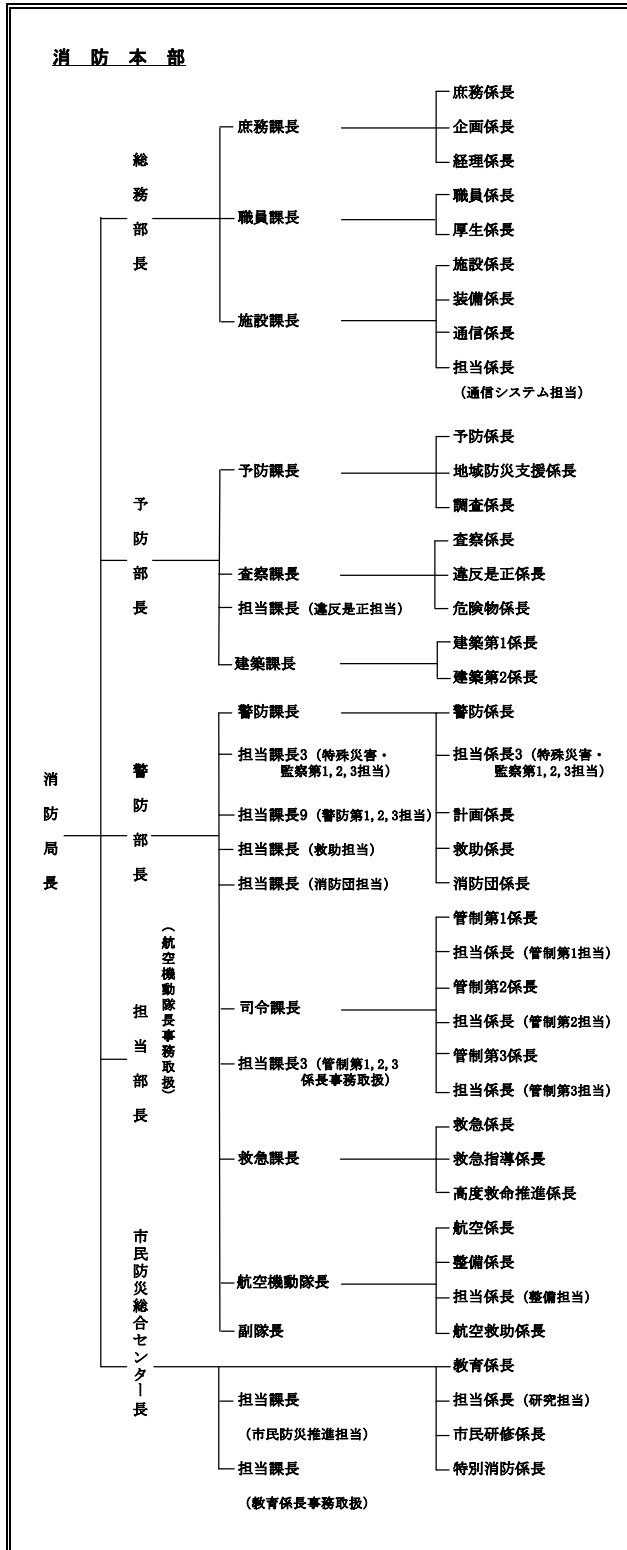 消防本部
消防局長
総務部長
庶務課長
庶務係長
企画係長
経理係長
職員課長
職員係長
厚生係長
施設課長
施設係長
装備係長
通信係長
担当係長
(通信システム担当)
予防部長
予防課長
予防係長
地域防災支援係長
調査係長
査察課長
担当課長(違反是正担当)
査察係長
違反是正係長
危険物係長
建築課長
建築第1係長
建築第2係長
警防部長
警防課長
担当課長3(特殊災害・
監察第1,2,3担当)
担当課長9(警防第1,2,3担当)
担当課長(救助担当)
担当課長(消防団担当)
警防係長
担当係長3(特殊災害・
監察第1,2,3担当)
計画係長
救助係長
消防団係長
担当部長
(航空機動隊長事務取扱)
司令課長
担当課長3(管制第1,2,3
係長事務取扱)
管制第1係長
担当係長(管制第1担当)
管制第2係長
担当係長(管制第2担当)
管制第3係長
担当係長(管制第3担当)
救急課長
救急係長
救急指導係長
高度救命推進係長
航空機動隊長
副隊長
航空係長
整備係長
担当係長(整備担当)
航空救助係長
市民防災総合センター長
担当課長
(市民防災推進担当)
担当課長
(教育係長事務取扱)
教育係長
担当係長(研究担当)
市民研修係長
特別消防係長